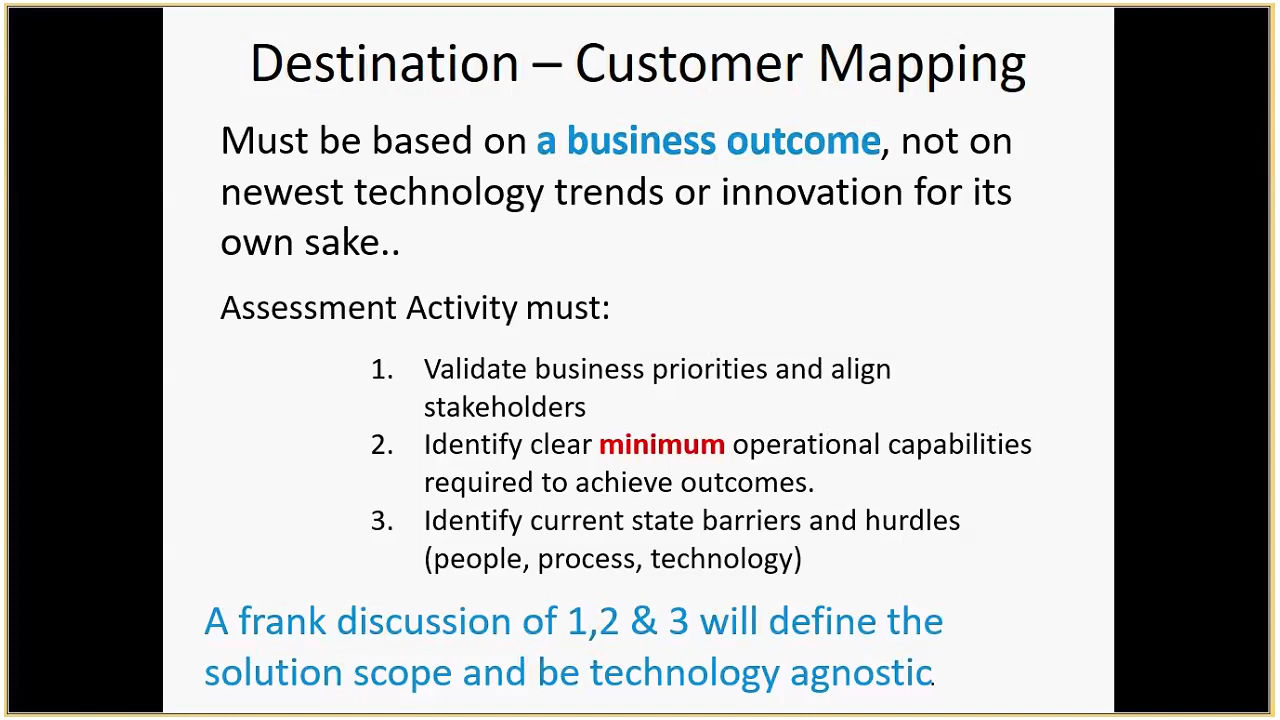 Destination – Customer Mapping
Must be based on a business outcome, not on
newest technology trends or innovation for its
own sake..
Assessment Activity must:
1. Validate business priorities and align
stakeholders
2. Identify clear minimum operational capabilities
required to achieve outcomes.
3. Identify current state barriers and hurdles
(people, process, technology)
A frank discussion of 1,2 & 3 will define the
solution scope and be technology agnostic.